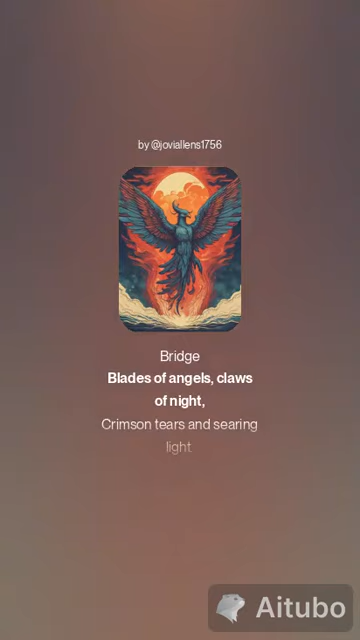 by @joviallens1756
Bridge
Blades of angels, claws
of night,
Crimson tears and searing
light
Aitubo